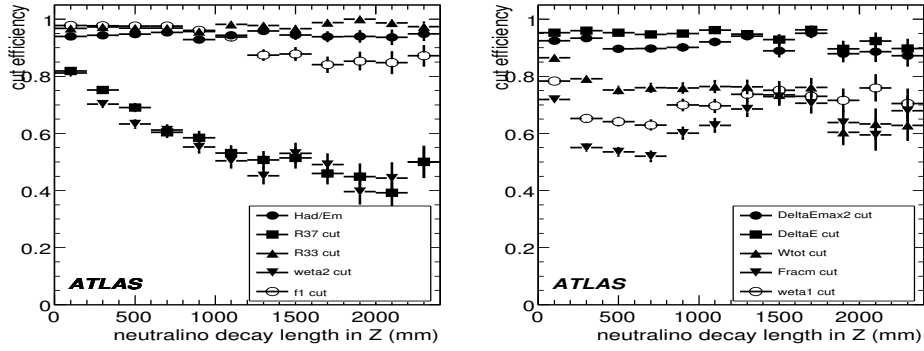 cut efficiency
1
0.8
0.6
0.4
0.2
0
Had/Em
R37 cut
R33 cut
weta2 cut
f1 cut
ATLAS
0 500 1000 1500 2000
neutralino decay length in Z (mm)
cut efficiency
1
0.8
0.6
0.4
0.2
0
DeltaEmax2 cut
DeltaE cut
Wtot cut
Fracm cut
weta1 cut
ATLAS
0 500 1000 1500 2000
neutralino decay length in Z (mm)